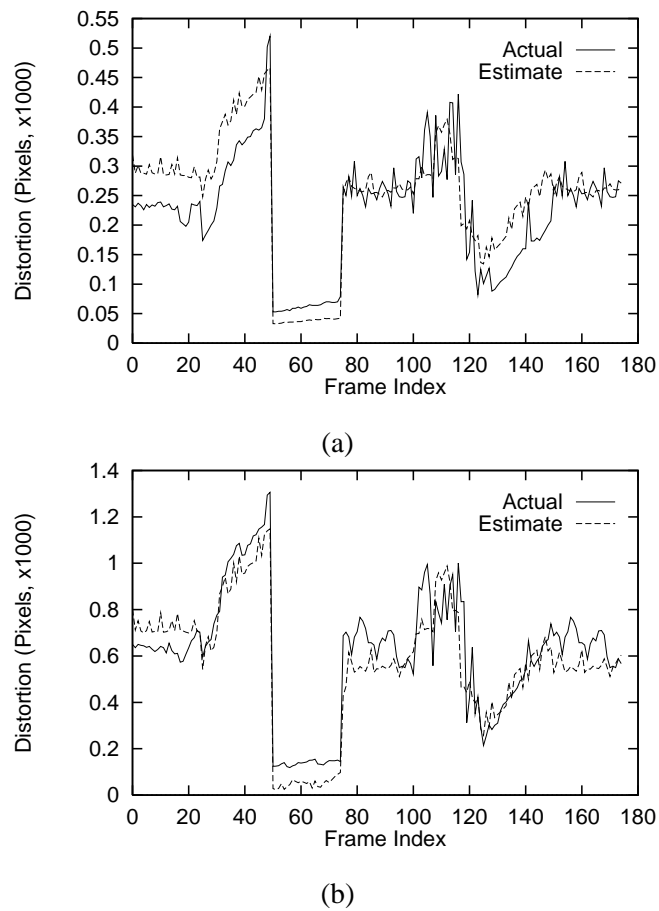 0.55
0.5
0.45
0.4
0.35
0.3
0.25
0.2
0.15
0.1
0.05
0
Distortion (Pixels, x1000)
Actual
Estimate
0 20 40 60 80 100 120 140 160 180
Frame Index
(a)
1.4
1.2
1
0.8
0.6
0.4
0.2
0
Distortion (Pixels, x1000)
Actual
Estimate
0 20 40 60 80 100 120 140 160 180
Frame Index
(b)